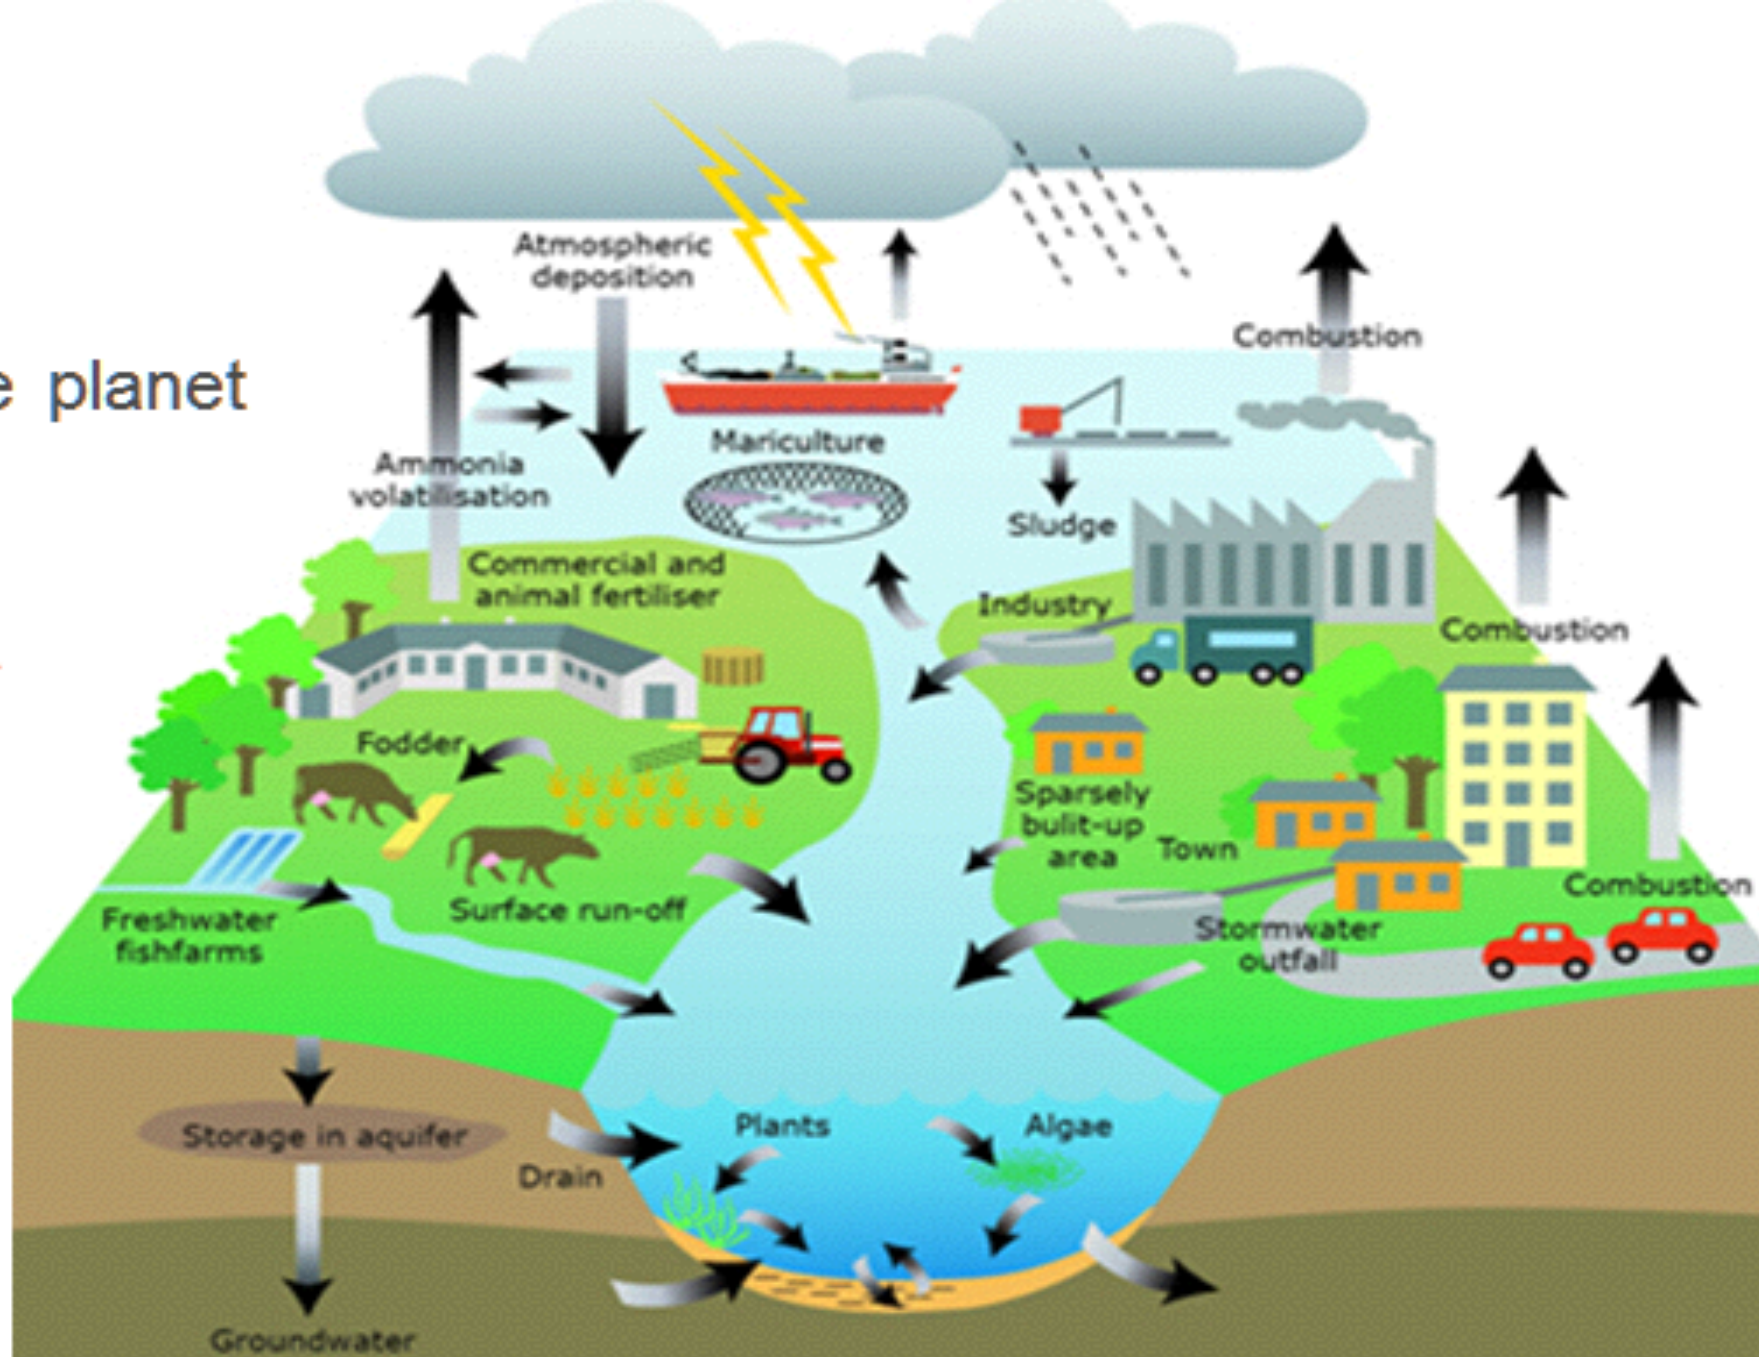 Atmospheric
deposition
Combustion
e planet
Mariculture
Ammonia
volatilisation
Sludge
Commercial and
animal fertiliser
Industry
Combustion
Fodder
Sparsely
bulit-up
area
Town
Combustion
Surface run-off
Freshwater
fishfarms
Stormwater
outfall
Plants
Algae
Storage in aquifer
Drain
Groundwater